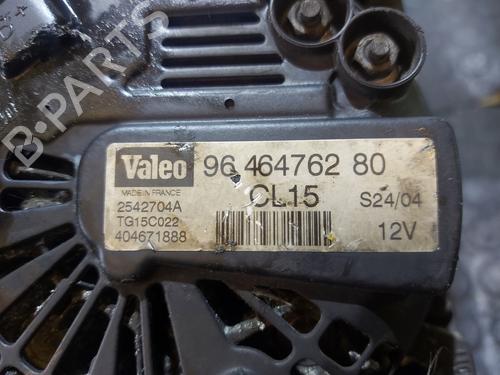 B-PARTS
Valeo 96 464762 80
MADE IN FRANCE CL15 S24/04
2542704A
TG15C022 12V
404671888